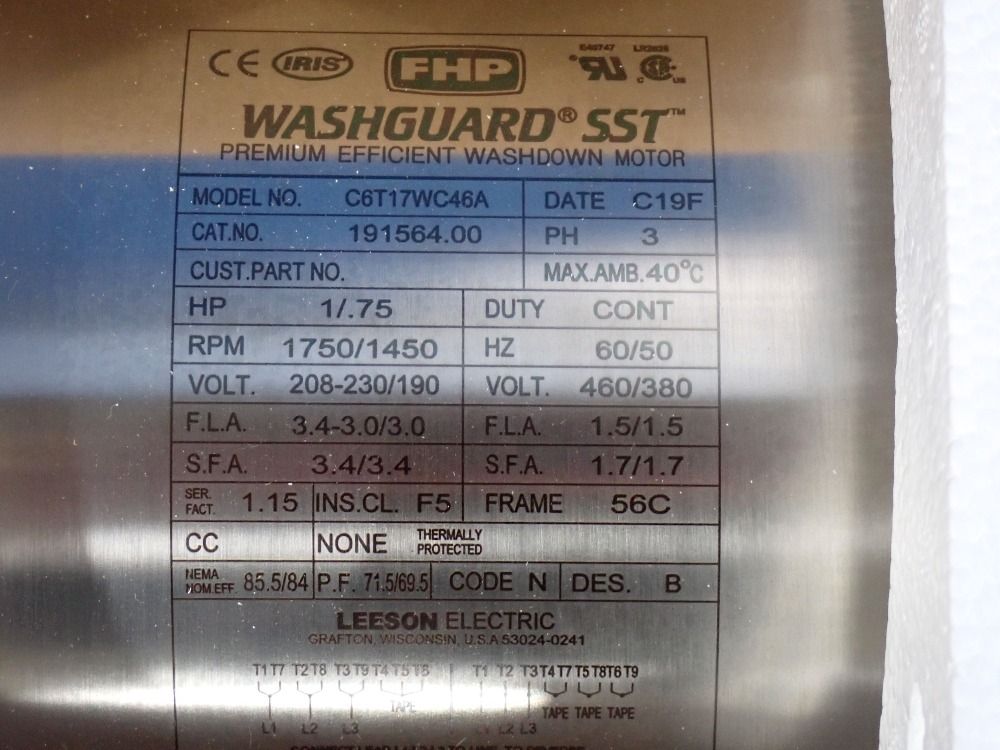 CE IRIS FHP E46747 LR2025
RU CSA C US
WASHGUARD® SST™
PREMIUM EFFICIENT WASHDOWN MOTOR
MODEL NO. C6T17WC46A DATE C19F
CAT.NO. 191564.00 PH 3
CUST.PART NO. MAX.AMB.40°C
HP 1/.75 DUTY CONT
RPM 1750/1450 HZ 60/50
VOLT. 208-230/190 VOLT. 460/380
F.L.A. 3.4-3.0/3.0 F.L.A. 1.5/1.5
S.F.A. 3.4/3.4 S.F.A. 1.7/1.7
SER. FACT. 1.15 INS.CL. F5 FRAME 56C
CC NONE THERMALLY PROTECTED
NEMA NOM.EFF. 85.5/84 P.F. 71.5/69.5 CODE N DES. B
LEESON ELECTRIC
GRAFTON, WISCONSIN, U.S.A 53024-0241
T1 T7 T2 T8 T3 T9 T4 T5 T6 T1 T2 T3 T4 T7 T5 T8 T6 T9
TAPE TAPE TAPE TAPE
L1 L2 L3 L1 L2 L3